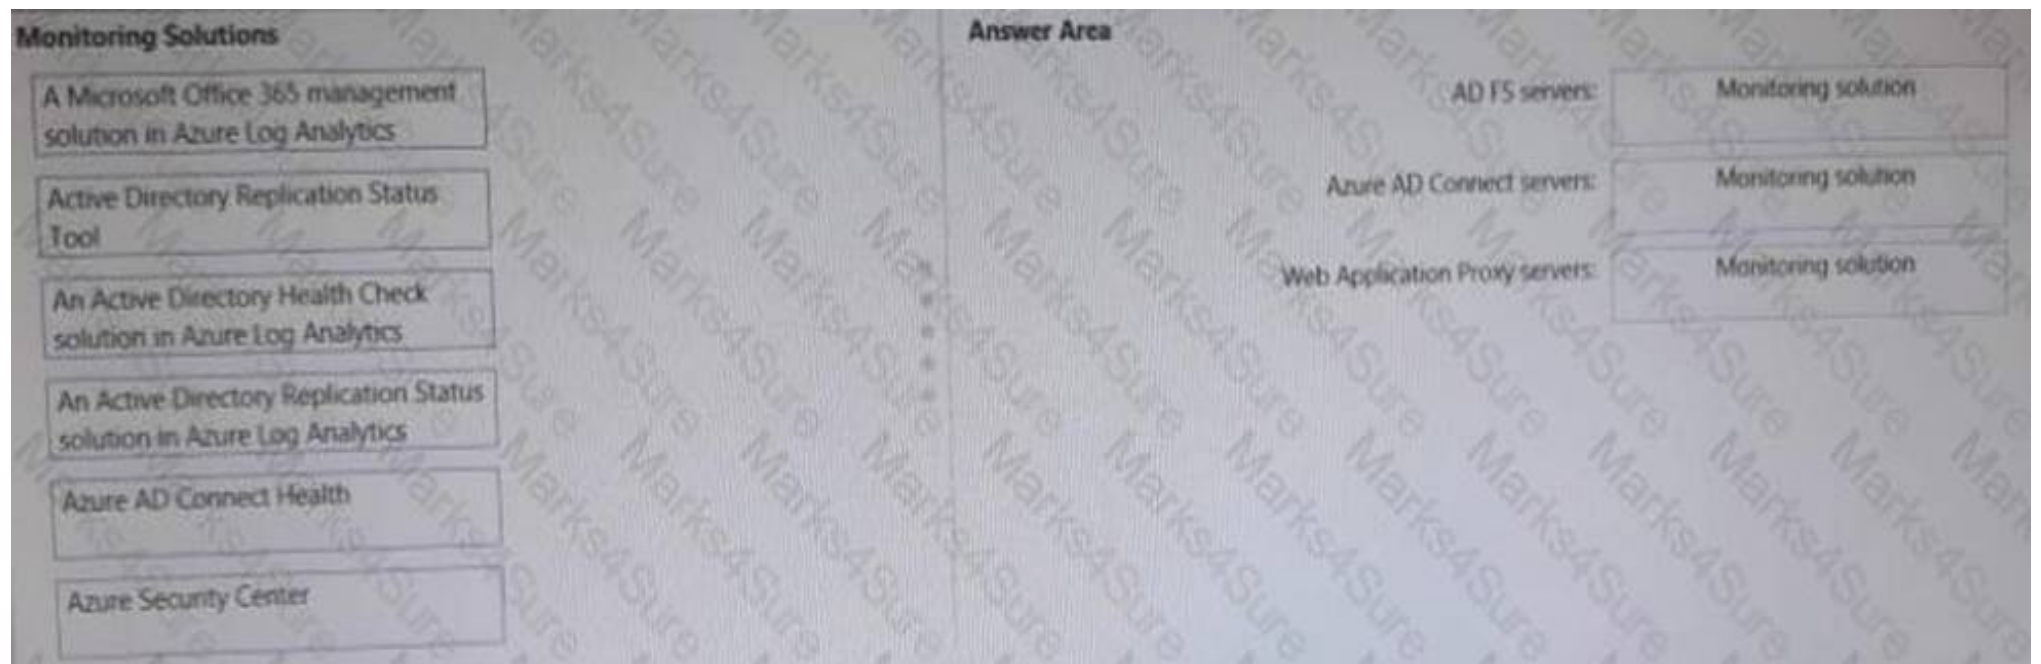 Monitoring Solutions
A Microsoft Office 365 management
solution in Azure Log Analytics
Active Directory Replication Status
Tool
An Active Directory Health Check
solution in Azure Log Analytics
An Active Directory Replication Status
solution in Azure Log Analytics
Azure AD Connect Health
Azure Security Center
Answer Area
AD FS servers:
Monitoring solution
Azure AD Connect servers:
Monitoring solution
Web Application Proxy servers:
Monitoring solution
Marks4Sure